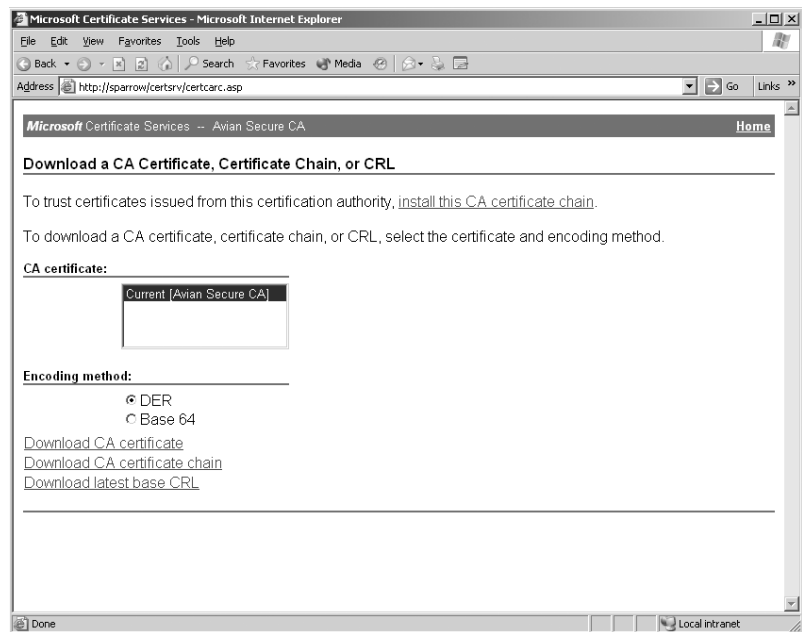 Microsoft Certificate Services - Microsoft Internet Explorer
File Edit View Favorites Tools Help
Back Search Favorites Media
Address http://sparrow/certsrv/certcarc.asp Go Links »
Microsoft Certificate Services -- Avian Secure CA Home
Download a CA Certificate, Certificate Chain, or CRL
To trust certificates issued from this certification authority, install this CA certificate chain.
To download a CA certificate, certificate chain, or CRL, select the certificate and encoding method.
CA certificate:
Current [Avian Secure CA]
Encoding method:
DER
Base 64
Download CA certificate
Download CA certificate chain
Download latest base CRL
Done Local intranet